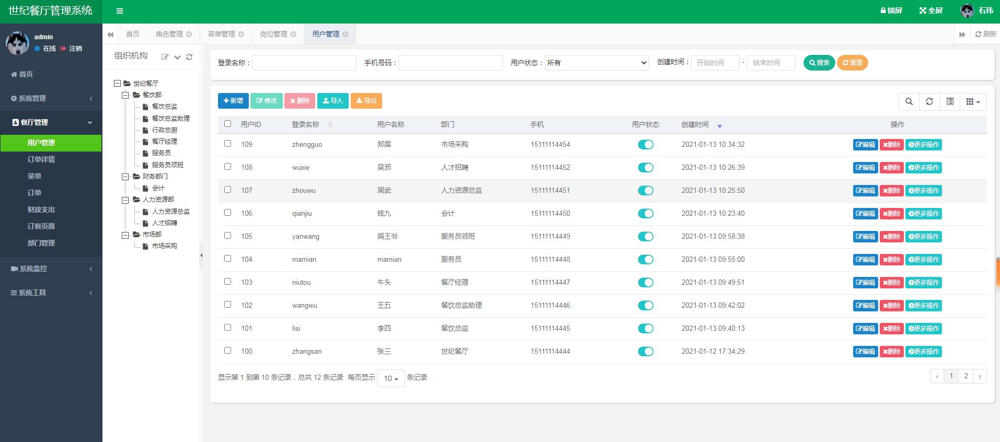 世纪餐厅管理系统
锁屏 全屏 石玮
admin
在线 注销
首页
系统管理
餐厅管理
用户管理
订单详情
菜单
订单
财政支出
订餐页面
部门管理
系统监控
系统工具
首页 角色管理 菜单管理 岗位管理 用户管理 刷新
组织机构
世纪餐厅
餐饮部
餐饮总监
餐饮总监助理
行政总厨
餐厅经理
服务员
服务员领班
财务部门
会计
人力资源部
人力资源总监
人才招聘
市场部
市场采购
登录名称： 手机号码： 用户状态： 所有 创建时间： 开始时间 - 结束时间 搜索 重置
新增 修改 删除 导入 导出
用户ID 登录名称 用户名称 部门 手机 用户状态 创建时间 操作
109 zhengguo 郑国 市场采购 15111114454 2021-01-13 10:34:32 编辑 删除 更多操作
108 wuxie 吴邪 人才招聘 15111114452 2021-01-13 10:26:39 编辑 删除 更多操作
107 zhouwu 周武 人力资源总监 15111114451 2021-01-13 10:25:50 编辑 删除 更多操作
106 qianjiu 钱九 会计 15111114450 2021-01-13 10:23:40 编辑 删除 更多操作
105 yanwang 阎王爷 服务员领班 15111114449 2021-01-13 09:58:38 编辑 删除 更多操作
104 mamian mamian 服务员 15111114448 2021-01-13 09:55:00 编辑 删除 更多操作
103 niutou 牛头 餐厅经理 15111114447 2021-01-13 09:49:51 编辑 删除 更多操作
102 wangwu 王五 餐饮总监助理 15111114446 2021-01-13 09:42:02 编辑 删除 更多操作
101 lisi 李四 餐饮总监 15111114445 2021-01-13 09:40:13 编辑 删除 更多操作
100 zhangsan 张三 世纪餐厅 15111114444 2021-01-12 17:34:29 编辑 删除 更多操作
显示第 1 到第 10 条记录，总共 12 条记录 每页显示 10 条记录
‹ 1 2 ›